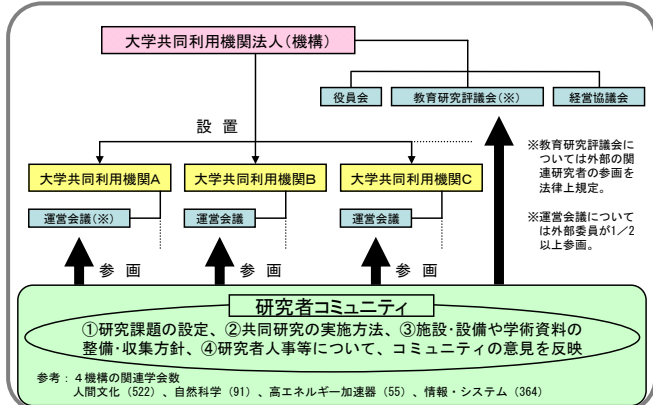 大学共同利用機関法人（機構）
役員会
教育研究評議会（※）
経営協議会
設 置
※教育研究評議会に
ついては外部の関
連研究者の参画を
法律上規定。
大学共同利用機関A
大学共同利用機関B
大学共同利用機関C
運営会議（※）
運営会議
運営会議
※運営会議について
は外部委員が1／2
以上参画。
参 画
参 画
参 画
研究者コミュニティ
①研究課題の設定、②共同研究の実施方法、③施設・設備や学術資料の
整備・収集方針、④研究者人事等について、コミュニティの意見を反映
参考：４機構の関連学会数
人間文化（522）、自然科学（91）、高エネルギー加速器（55）、情報・システム（364）